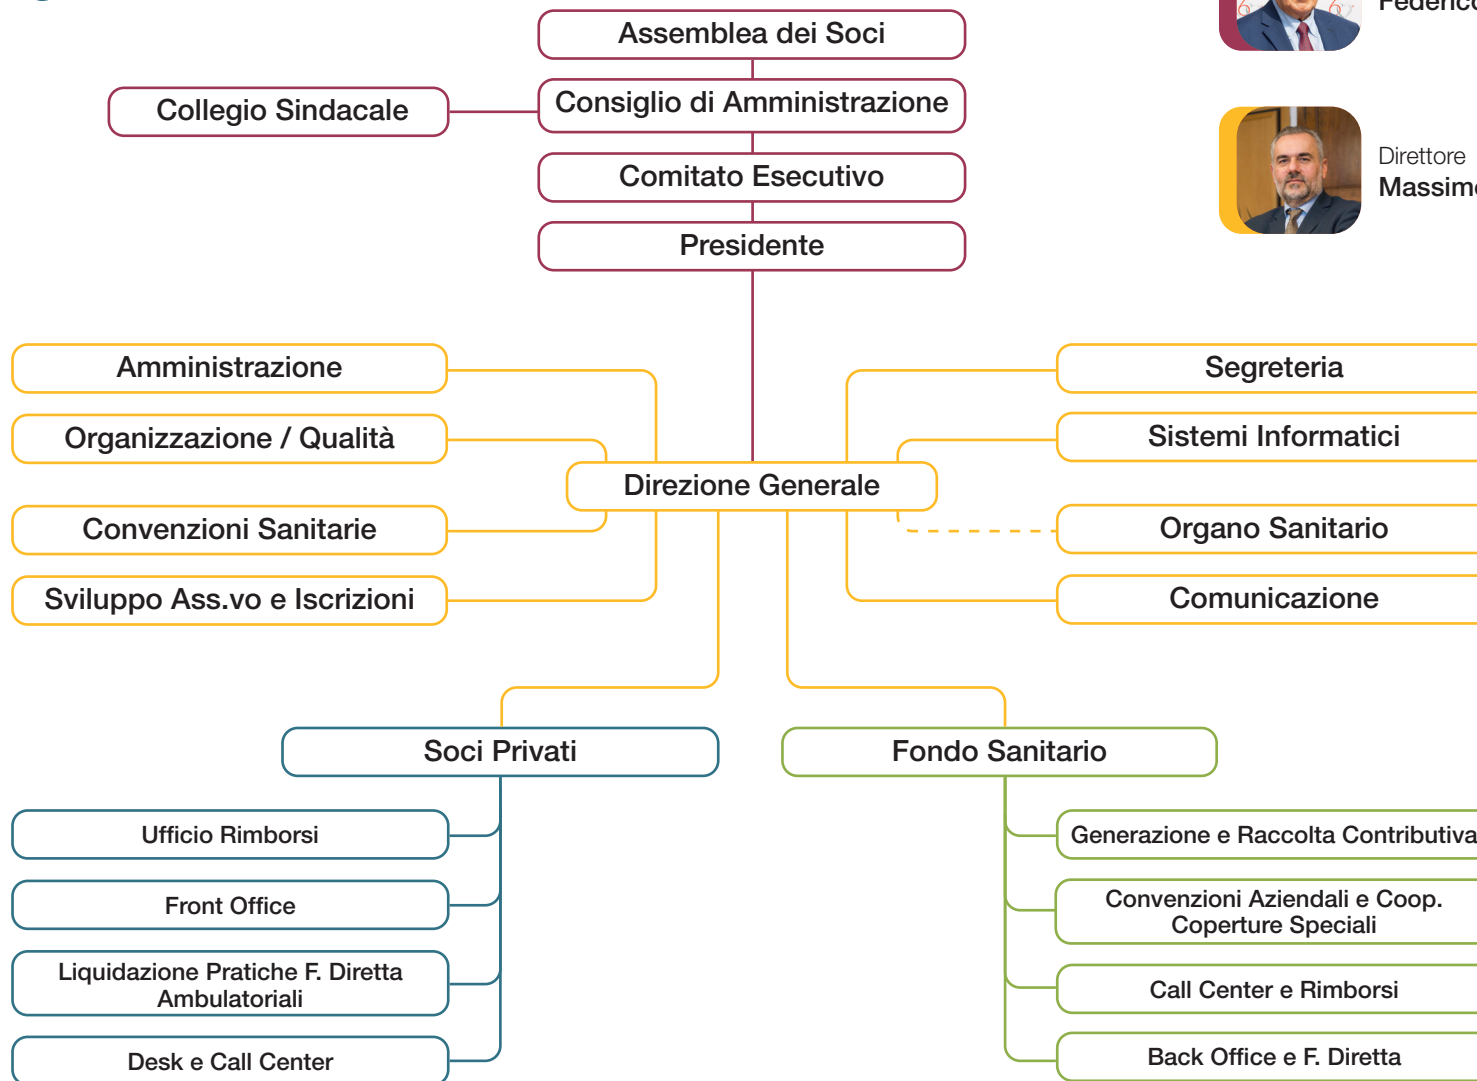 Assemblea dei Soci
Collegio Sindacale
Consiglio di Amministrazione
Comitato Esecutivo
Presidente
Direttore
Amministrazione
Organizzazione / Qualità
Convenzioni Sanitarie
Sviluppo Ass.vo e Iscrizioni
Direzione Generale
Segreteria
Sistemi Informatici
Organo Sanitario
Comunicazione
Soci Privati
Ufficio Rimborsi
Front Office
Liquidazione Pratiche F. Diretta
Ambulatoriali
Desk e Call Center
Fondo Sanitario
Generazione e Raccolta Contributiva
Convenzioni Aziendali e Coop.
Coperture Speciali
Call Center e Rimborsi
Back Office e F. Diretta